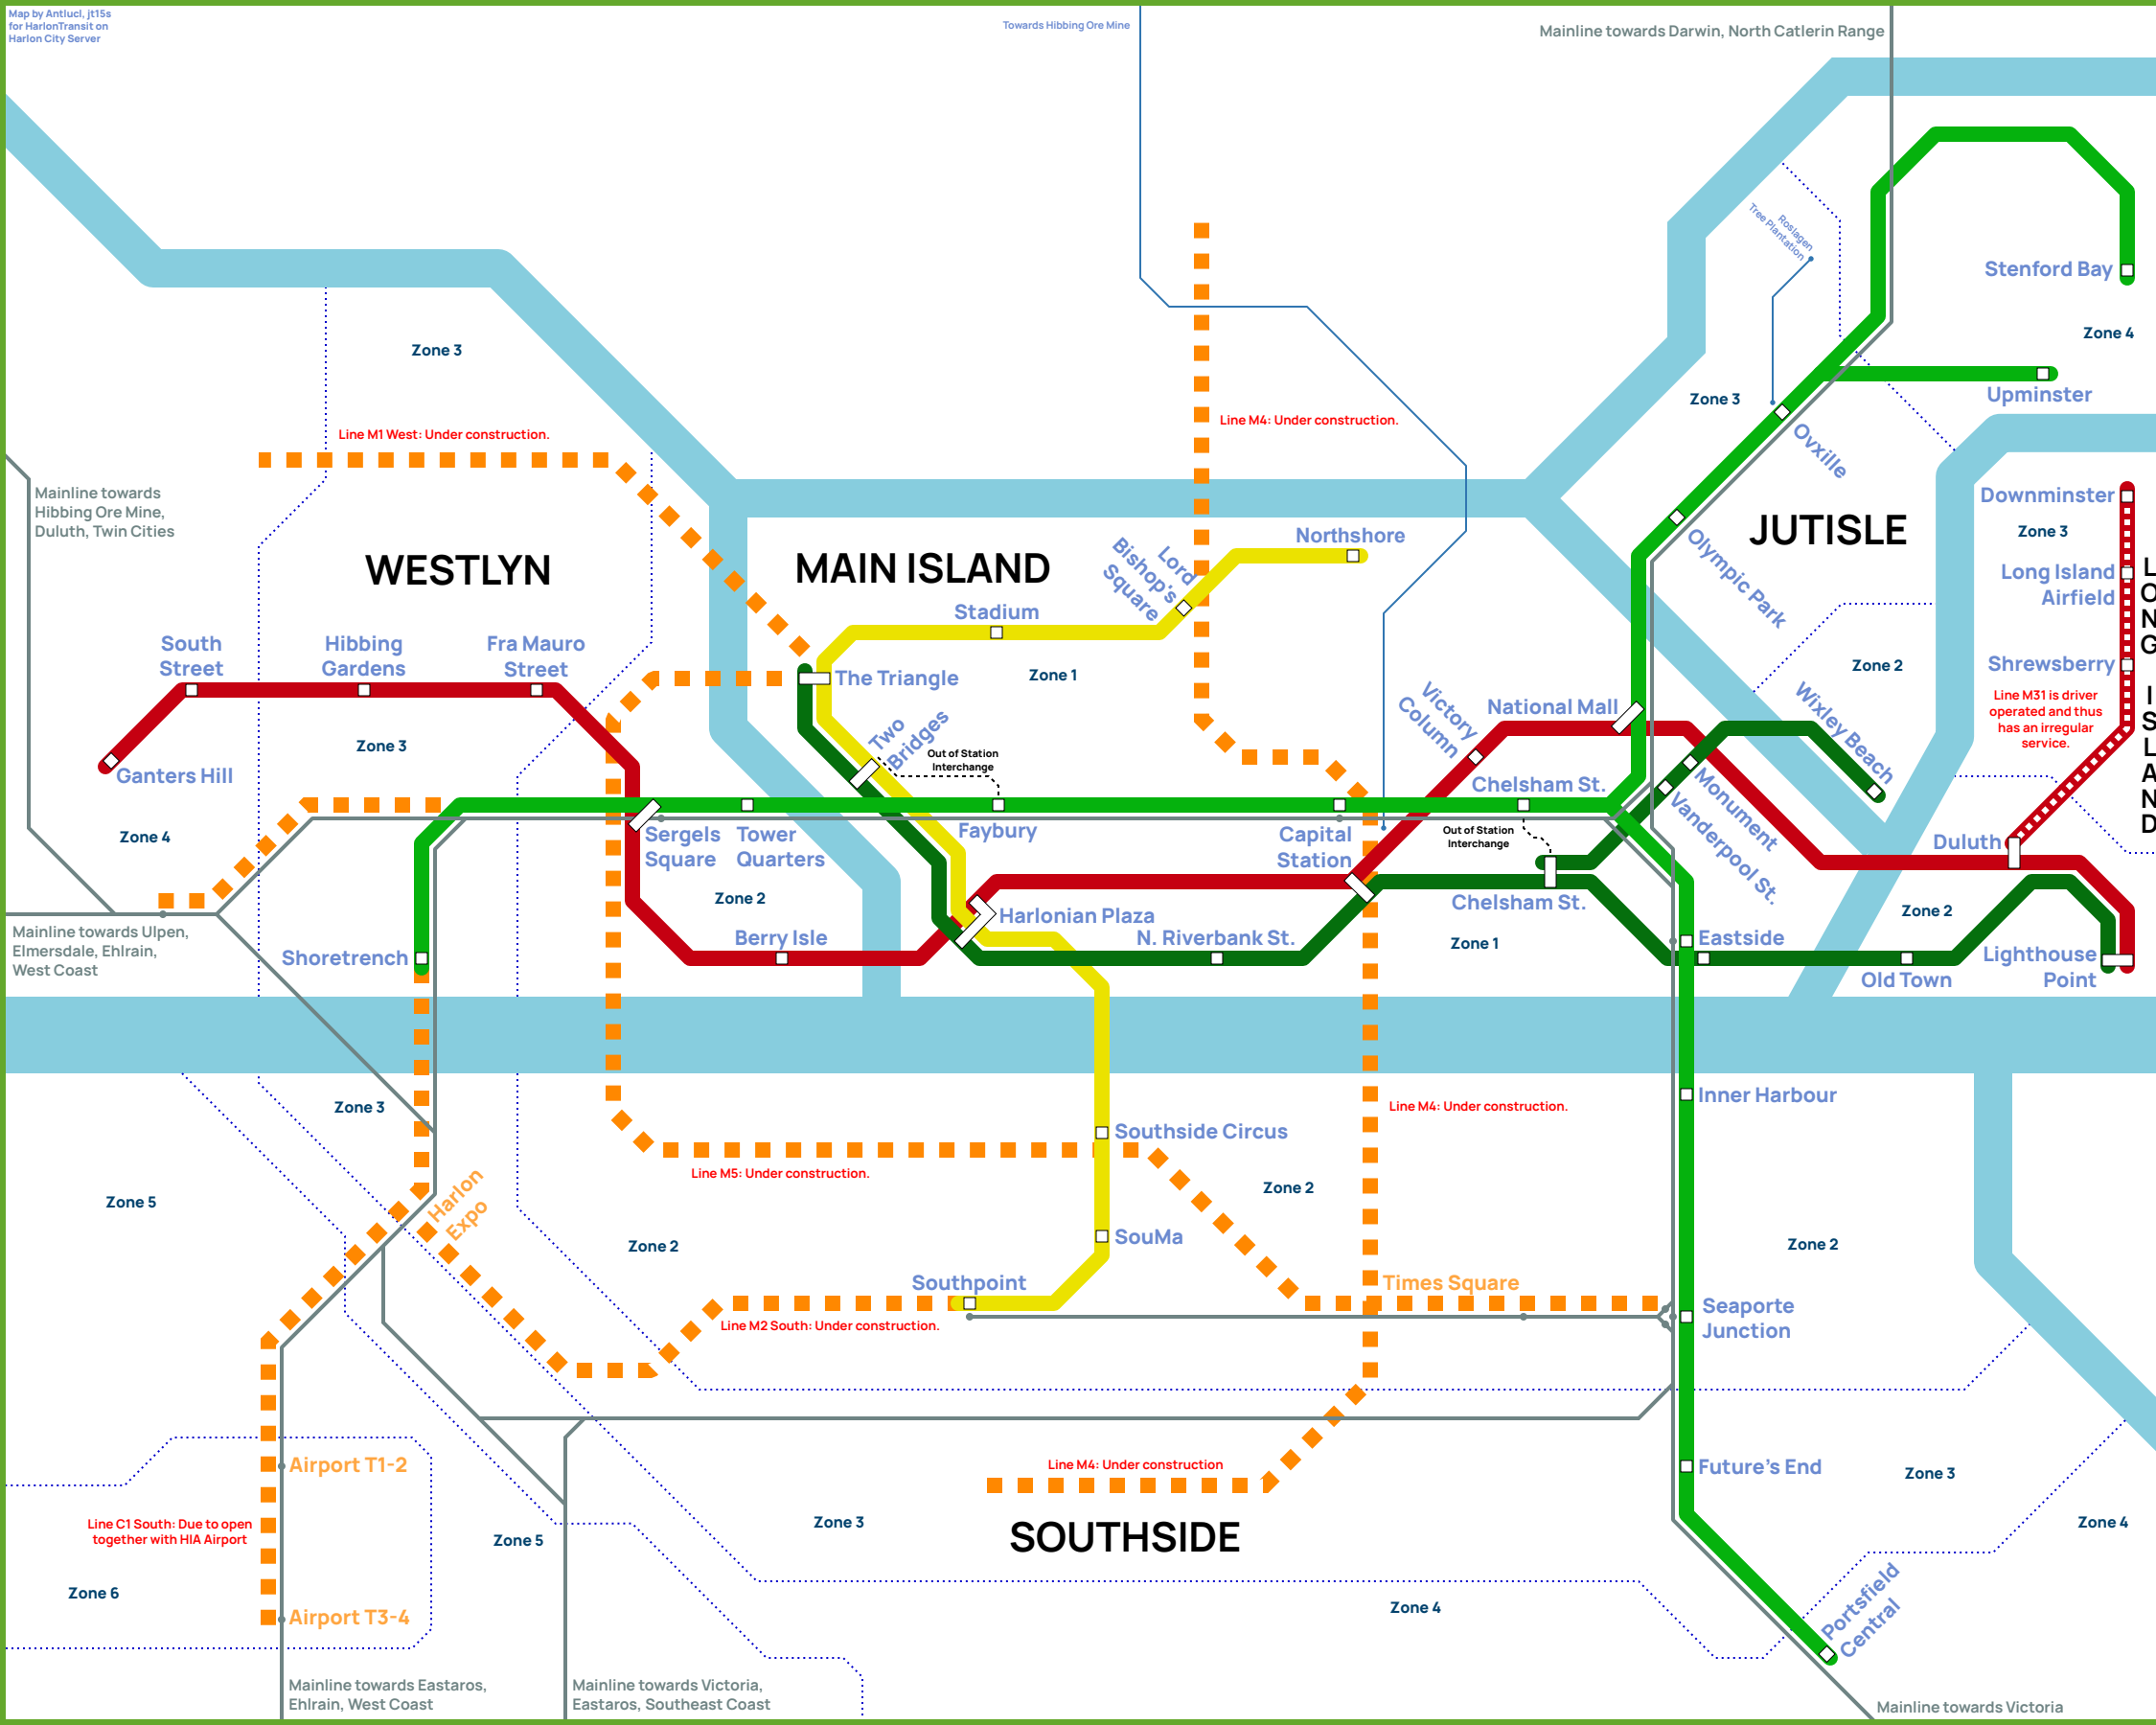 Map by Antlucl, jt15s
for HarlonTransit on
Harlon City Server
Towards Hibbing Ore Mine
Mainline towards Darwin, North Catlerin Range
Roslagen
Tree Plantation
Stenford Bay
Zone 4
Zone 3
Upminster
Zone 3
Line M1 West: Under construction.
Line M4: Under construction.
Ovxville
Mainline towards
Hibbing Ore Mine,
Duluth, Twin Cities
Downminster
WESTLYN
MAIN ISLAND
JUTISLE
Zone 3
Northshore
Lord
Bishop's
Square
Olympic Park
Long Island
Airfield
Stadium
South
Street
Hibbing
Gardens
Fra Mauro
Street
The Triangle
Zone 1
Zone 2
Shrewsberry
Line M31 is driver
operated and thus
has an irregular
service.
L
O
N
G
I
S
L
A
N
D
Victory
Column
National Mall
Wixley Beach
Two
Bridges
Zone 3
Out of Station
Interchange
Ganters Hill
Chelsham St.
Monument
Vanderpool St.
Zone 4
Sergels
Square
Tower
Quarters
Faybury
Capital
Station
Out of Station
Interchange
Duluth
Zone 2
Harlonian Plaza
Chelsham St.
Zone 2
Mainline towards Ulpen,
Elmersdale, Ehlrain,
West Coast
Shoretrench
Berry Isle
N. Riverbank St.
Zone 1
Eastside
Old Town
Lighthouse
Point
Zone 3
Line M4: Under construction.
Inner Harbour
Southside Circus
Line M5: Under construction.
Zone 5
Harlon
Expo
Zone 2
Zone 2
SouMa
Zone 2
Southpoint
Times Square
Line M2 South: Under construction.
Seaporte
Junction
Airport T1-2
Line M4: Under construction
Future's End
Zone 3
Line C1 South: Due to open
together with HIA Airport
Zone 5
Zone 3
SOUTHSIDE
Zone 4
Zone 6
Airport T3-4
Zone 4
Portsfield
Central
Mainline towards Eastaros,
Ehlrain, West Coast
Mainline towards Victoria,
Eastaros, Southeast Coast
Mainline towards Victoria